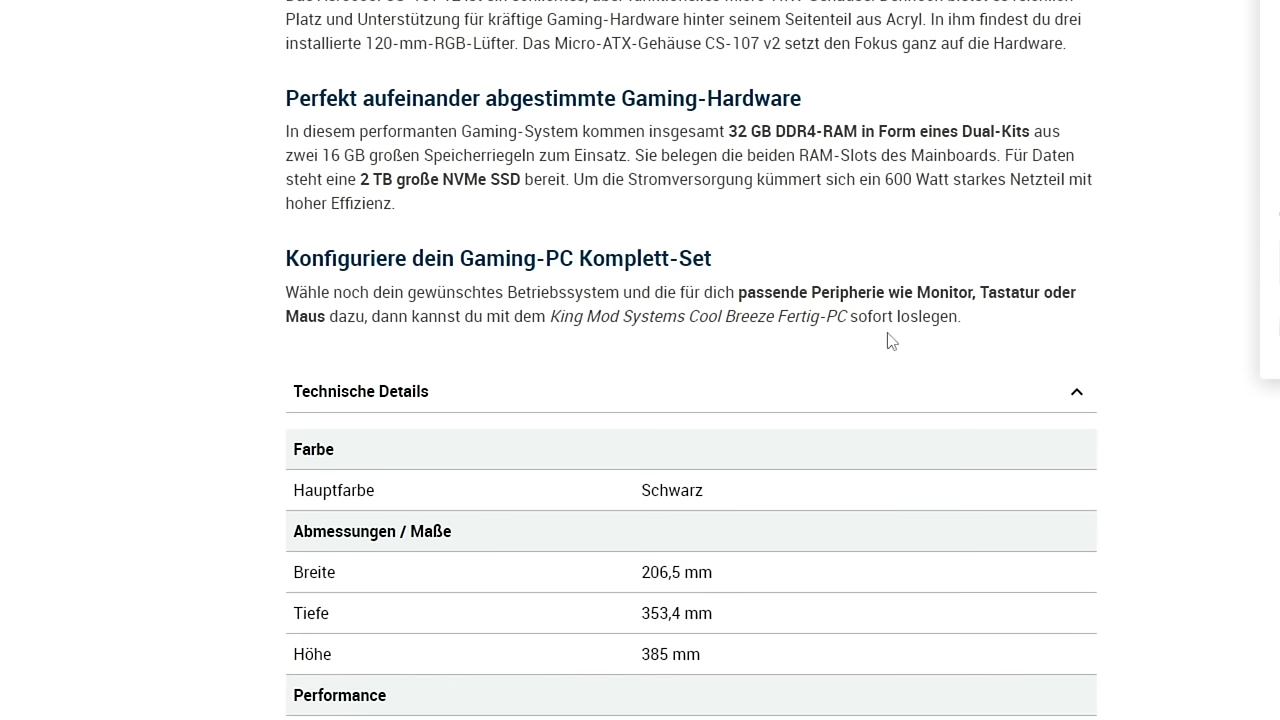 Platz und Unterstützung für kräftige Gaming-Hardware hinter seinem Seitenteil aus Acryl. In ihm findest du drei
installierte 120-mm-RGB-Lüfter. Das Micro-ATX-Gehäuse CS-107 v2 setzt den Fokus ganz auf die Hardware.
Perfekt aufeinander abgestimmte Gaming-Hardware
In diesem performanten Gaming-System kommen insgesamt 32 GB DDR4-RAM in Form eines Dual-Kits aus
zwei 16 GB großen Speicherriegeln zum Einsatz. Sie belegen die beiden RAM-Slots des Mainboards. Für Daten
steht eine 2 TB große NVMe SSD bereit. Um die Stromversorgung kümmert sich ein 600 Watt starkes Netzteil mit
hoher Effizienz.
Konfiguriere dein Gaming-PC Komplett-Set
Wähle noch dein gewünschtes Betriebssystem und die für dich passende Peripherie wie Monitor, Tastatur oder
Maus dazu, dann kannst du mit dem King Mod Systems Cool Breeze Fertig-PC sofort loslegen.
Technische Details
Farbe
Hauptfarbe Schwarz
Abmessungen / Maße
Breite 206,5 mm
Tiefe 353,4 mm
Höhe 385 mm
Performance